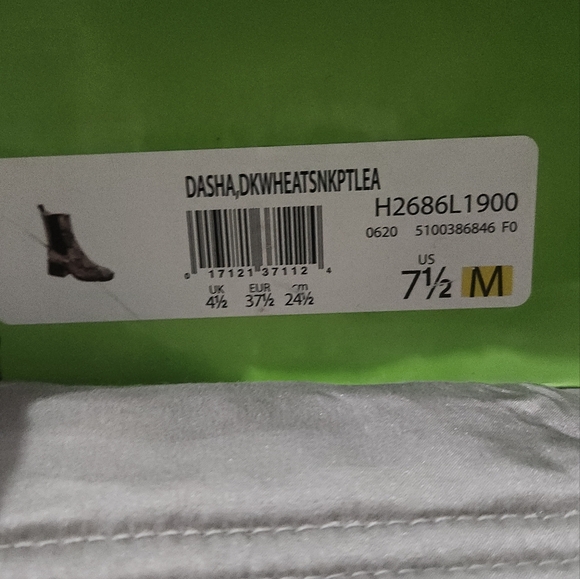 DASHA,DKWHEATSNKPTLEA
H2686L1900
0620 5100386846 F0
0 17121 37112 4
UK EUR cm
4½ 37½ 24½
US
7½ M